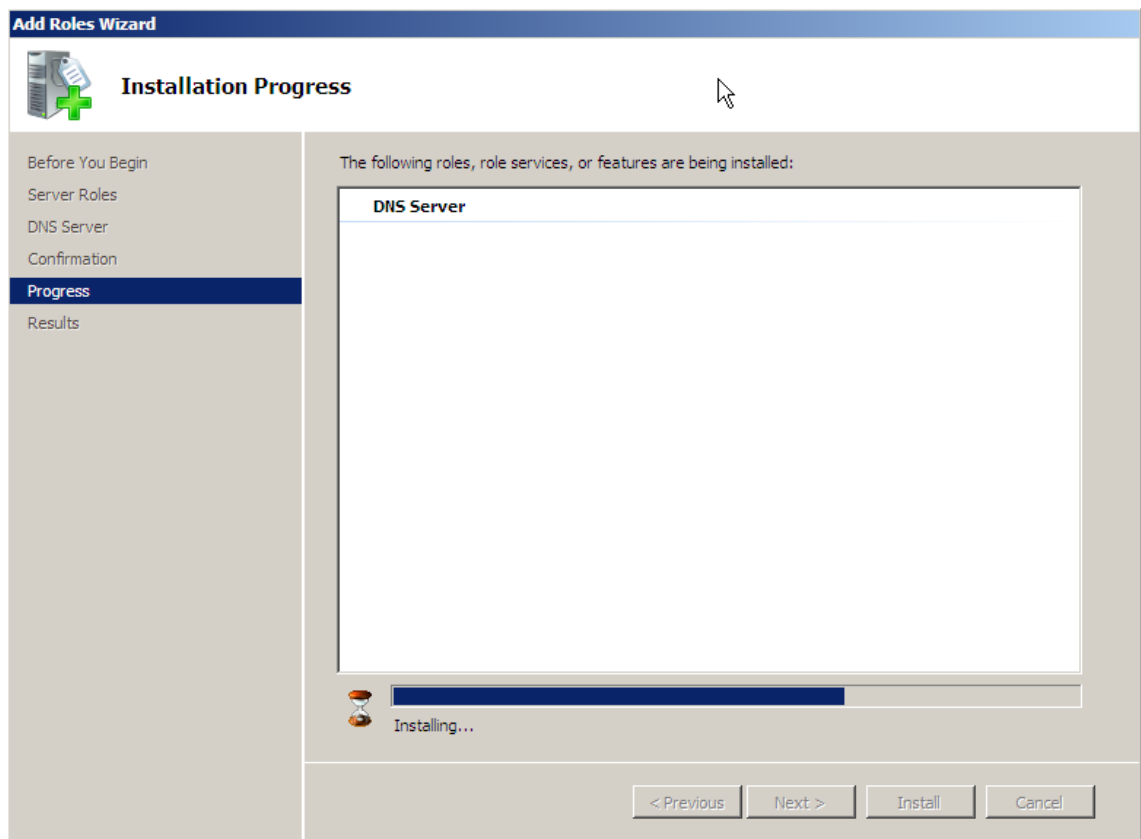 Add Roles Wizard
Installation Progress
Before You Begin
Server Roles
DNS Server
Confirmation
Progress
Results
The following roles, role services, or features are being installed:
DNS Server
Installing...
< Previous
Next >
Install
Cancel